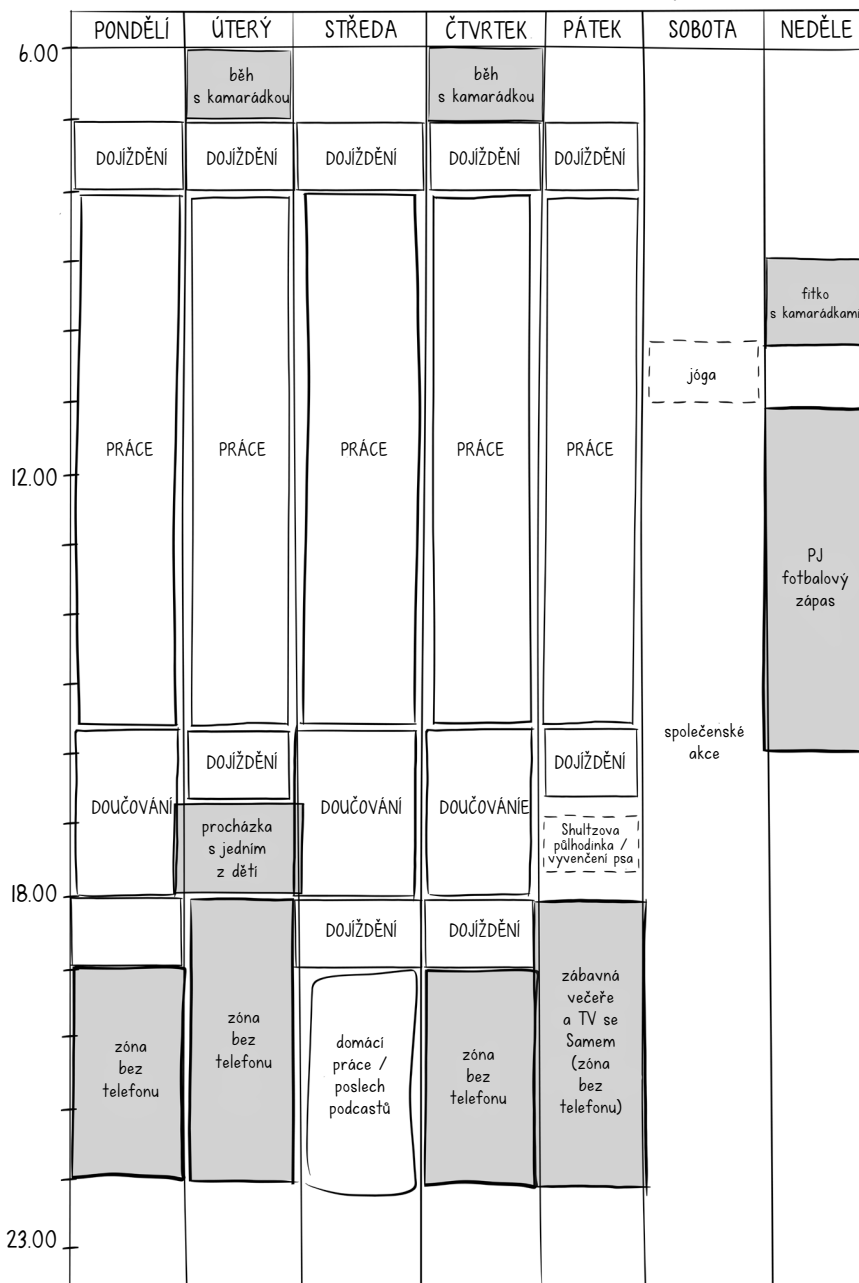 PONDĚLÍ ÚTERÝ STŘEDA ČTVRTEK PÁTEK SOBOTA NEDĚLE
6.00
běh
s kamarádkou
běh
s kamarádkou
DOJÍŽDĚNÍ DOJÍŽDĚNÍ DOJÍŽDĚNÍ DOJÍŽDĚNÍ DOJÍŽDĚNÍ
fitko
s kamarádkami
jóga
PRÁCE PRÁCE PRÁCE PRÁCE PRÁCE
12.00
PJ
fotbalový
zápas
společenské
akce
DOJÍŽDĚNÍ
DOJÍŽDĚNÍ
DOUČOVÁNÍ
DOUČOVÁNÍ
DOUČOVÁNÍE
procházka
s jedním
z dětí
Shultzova
půlhodinka /
vyvenčení psa
18.00
DOJÍŽDĚNÍ DOJÍŽDĚNÍ
zóna
bez
telefonu
zóna
bez
telefonu
domácí
práce /
poslech
podcastů
zóna
bez
telefonu
zábavná
večeře
a TV se
Samem
(zóna
bez
telefonu)
23.00